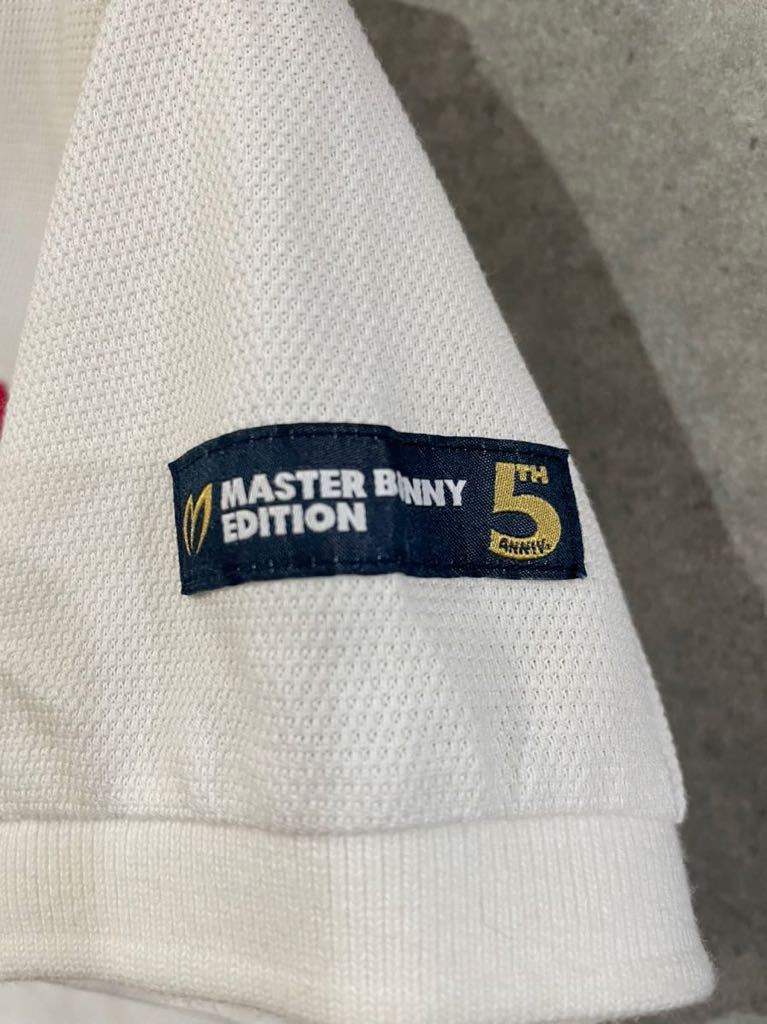 MASTER BUNNY
EDITION
5TH
ANNIV.